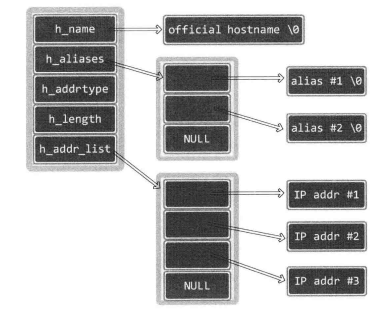 h_name
official hostname \0
h_aliases
alias #1 \0
h_addrtype
alias #2 \0
h_length
NULL
h_addr_list
IP addr #1
IP addr #2
IP addr #3
NULL